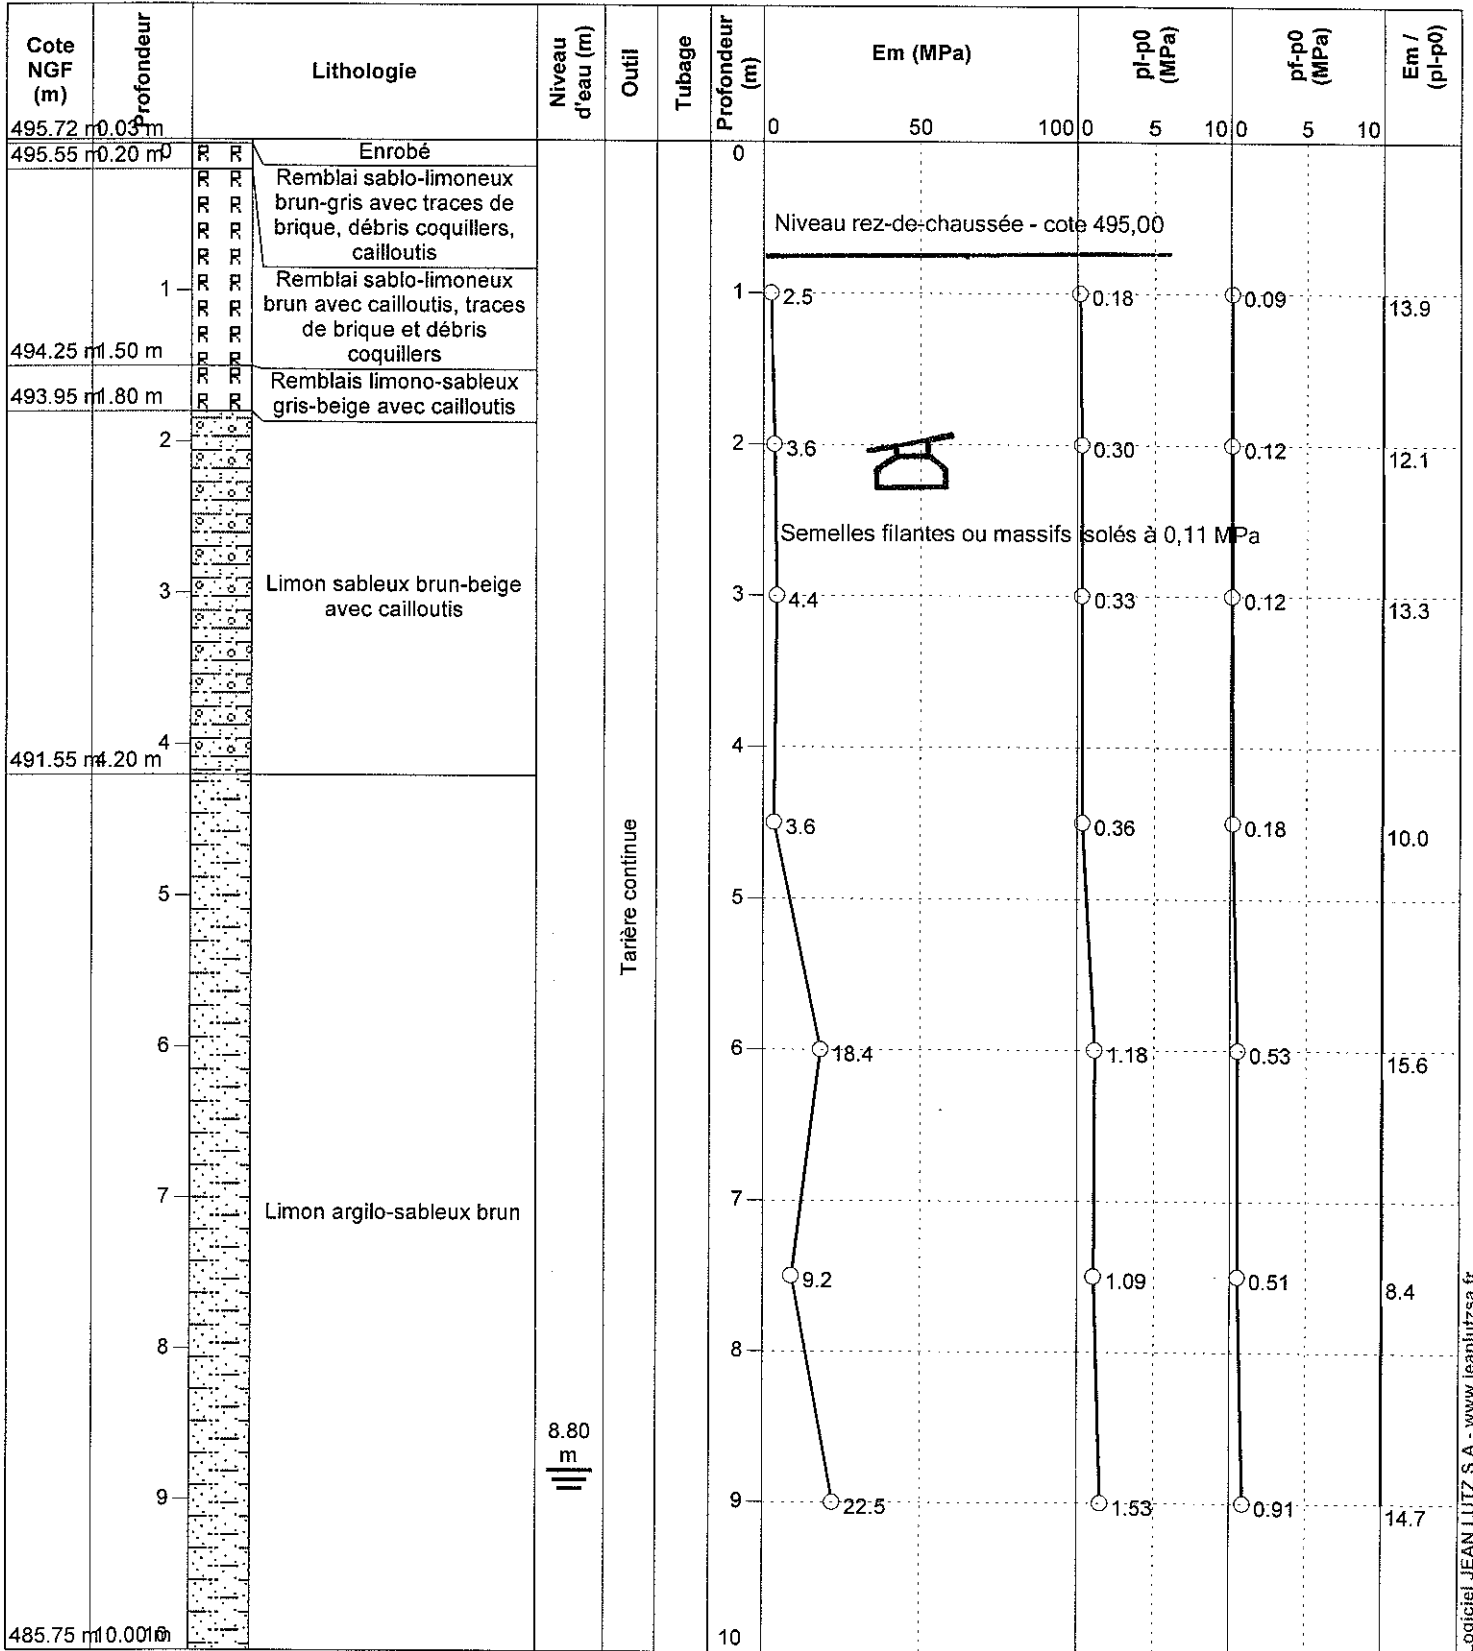 Cote
NGF
(m)
Profondeur
Lithologie
Niveau
d'eau (m)
Outil
Tubage
Profondeur
(m)
Em (MPa)
pl-p0
(MPa)
pf-p0
(MPa)
Em /
(pl-p0)
0 50 100 0 5 10 0 5 10
495.72 m 0.03 m
495.55 m 0.20 m
0
R R
Enrobé
0
R R
Remblai sablo-limoneux
R R
brun-gris avec traces de
R R
brique, débris coquillers,
R R
cailloutis
Niveau rez-de-chaussée - cote 495,00
R R
Remblai sablo-limoneux
1
R R
brun avec cailloutis, traces
R R
de brique et débris
R R
coquillers
1 2.5 0.18 0.09 13.9
494.25 m 1.50 m
R R
Remblais limono-sableux
493.95 m 1.80 m
R R
gris-beige avec cailloutis
2
2 3.6 0.30 0.12 12.1
Semelles filantes ou massifs isolés à 0,11 MPa
3
Limon sableux brun-beige
avec cailloutis
3 4.4 0.33 0.12 13.3
4
4
491.55 m 4.20 m
3.6 0.36 0.18 10.0
5
5
Tarière continue
6
6 18.4 1.18 0.53 15.6
7
Limon argilo-sableux brun
7
9.2 1.09 0.51 8.4
8
8
8.80
m
9
9 22.5 1.53 0.91 14.7
485.75 m 10.00 m
10
10
Logiciel JEAN LUTZ S.A - www.jeanlutzsa.fr